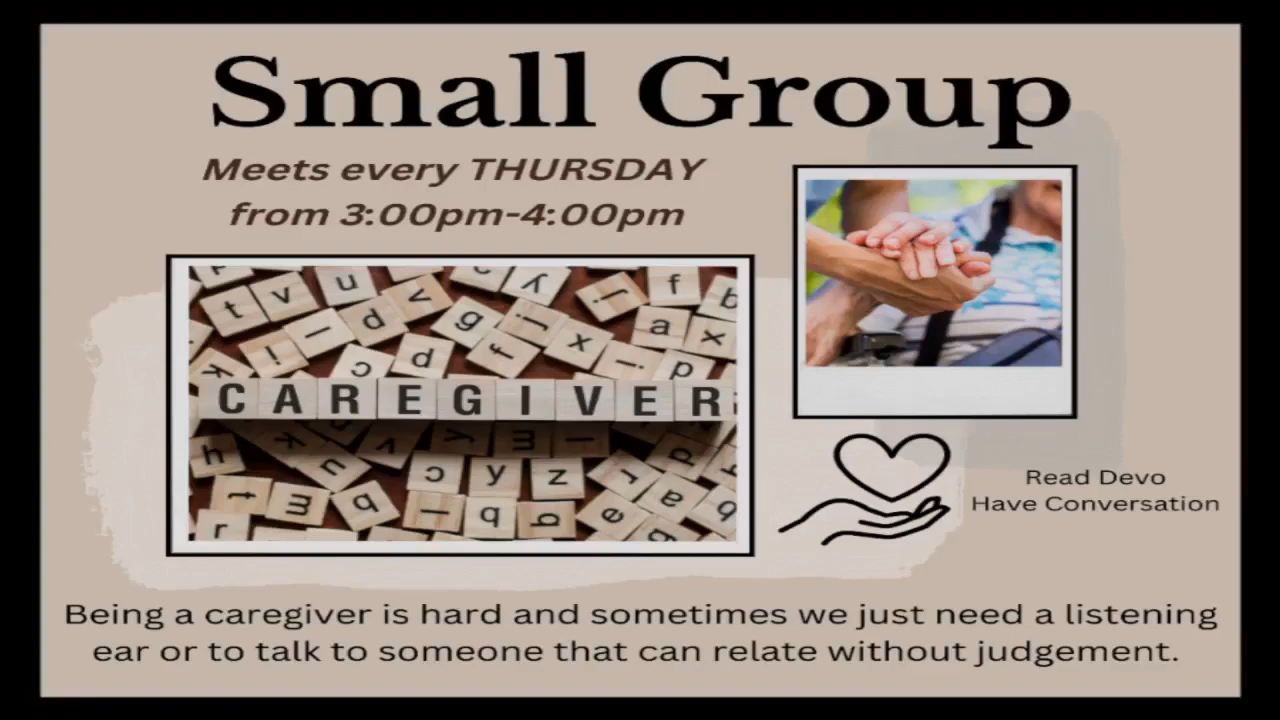 Small Group
Meets every THURSDAY
from 3:00pm-4:00pm
CAREGIVER
Read Devo
Have Conversation
Being a caregiver is hard and sometimes we just need a listening
ear or to talk to someone that can relate without judgement.